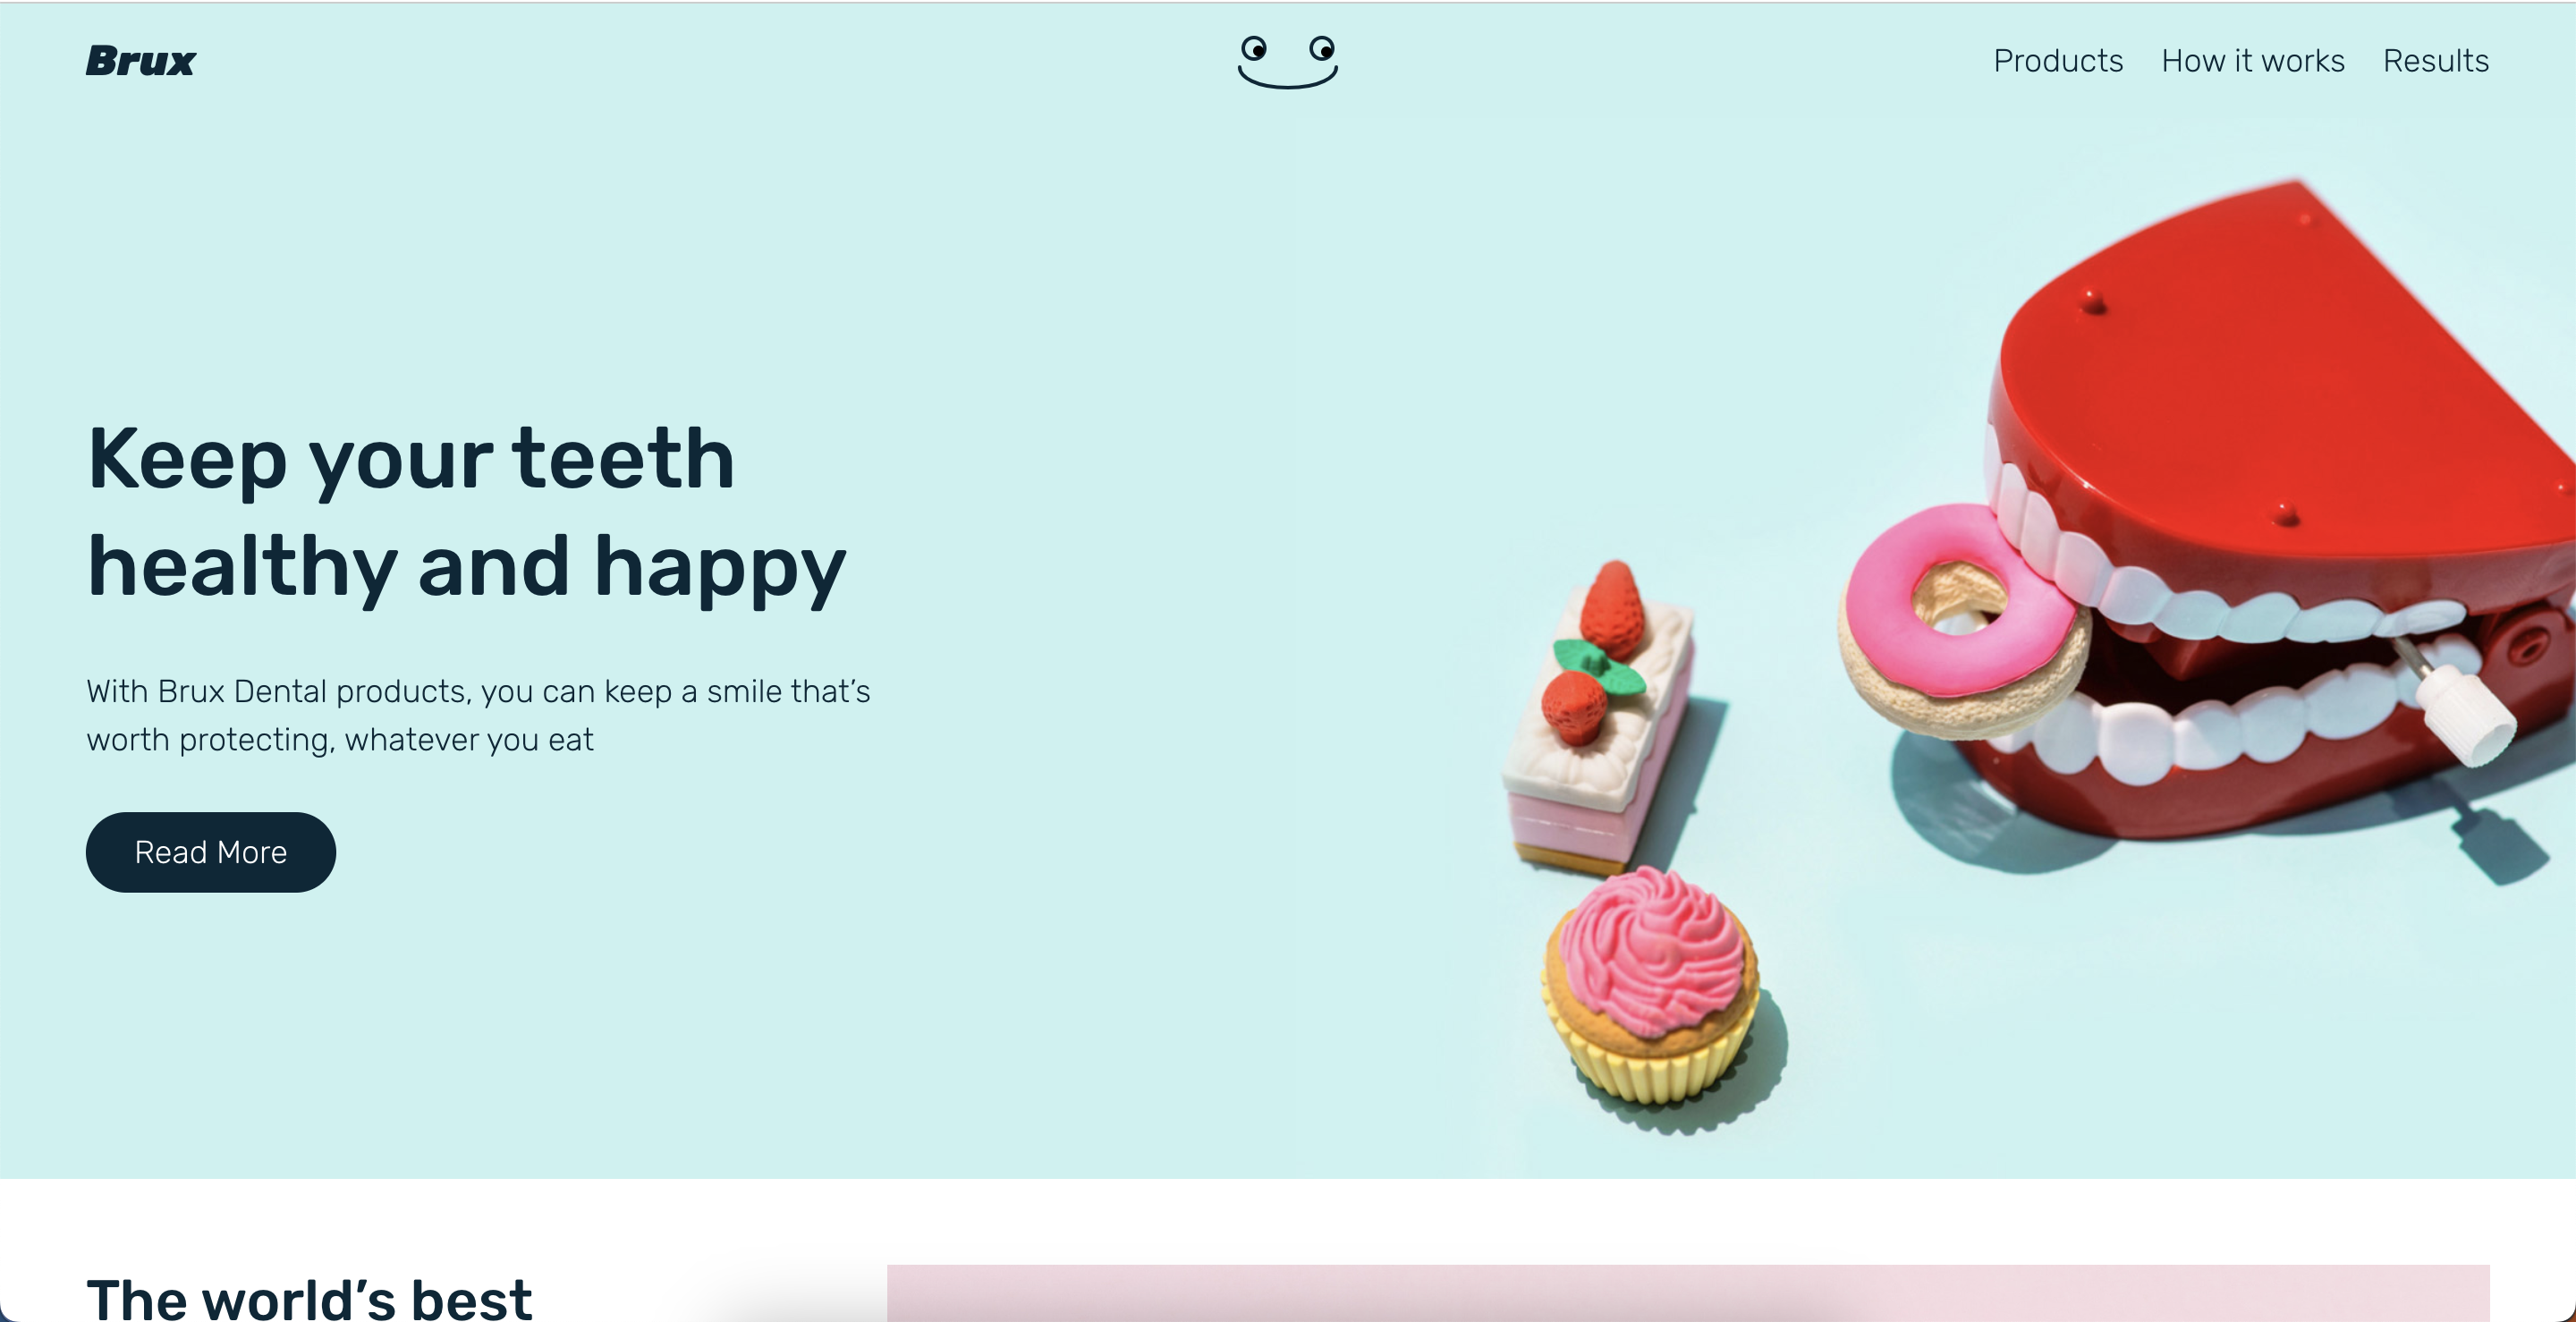 Brux
Products How it works Results
Keep your teeth
healthy and happy
With Brux Dental products, you can keep a smile that’s
worth protecting, whatever you eat
Read More
The world’s best